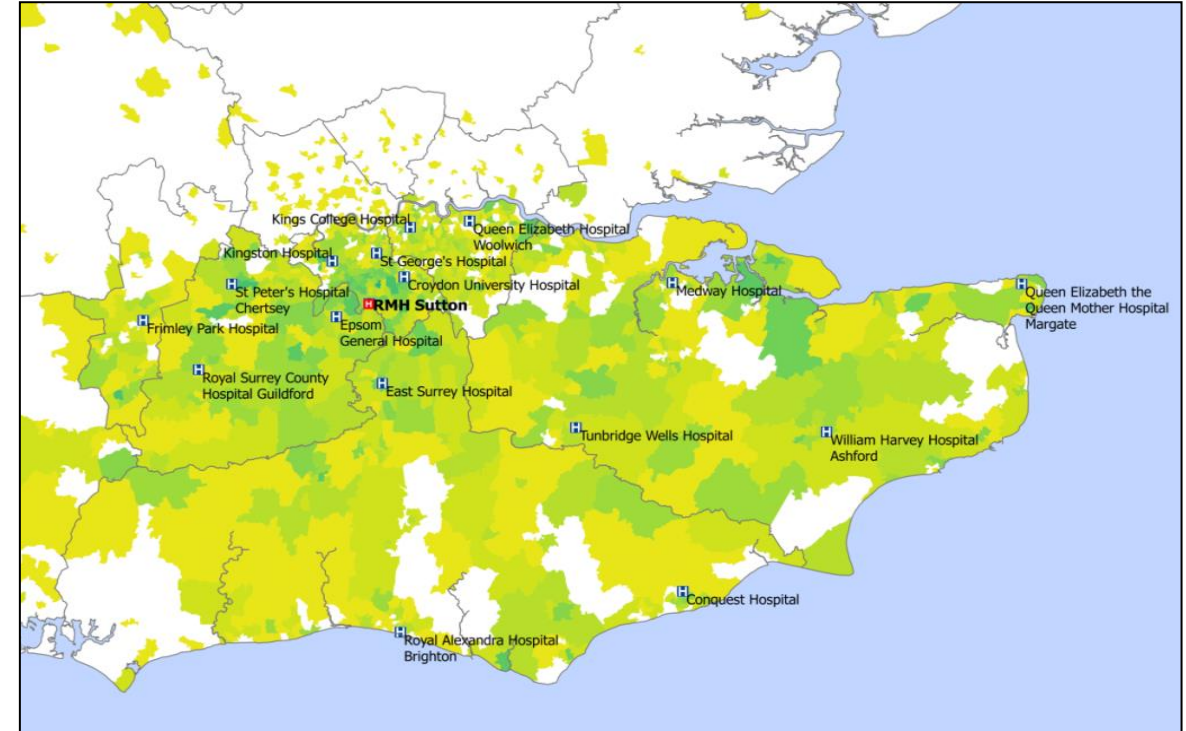 Kings College Hospital
Queen Elizabeth Hospital
Woolwich
Kingston Hospital
St George's Hospital
Croydon University Hospital
St Peter's Hospital
Chertsey
RMH Sutton
Medway Hospital
Queen Elizabeth the
Queen Mother Hospital
Margate
Frimley Park Hospital
Epsom
General Hospital
Royal Surrey County
Hospital Guildford
East Surrey Hospital
Tunbridge Wells Hospital
William Harvey Hospital
Ashford
Conquest Hospital
Royal Alexandra Hospital
Brighton